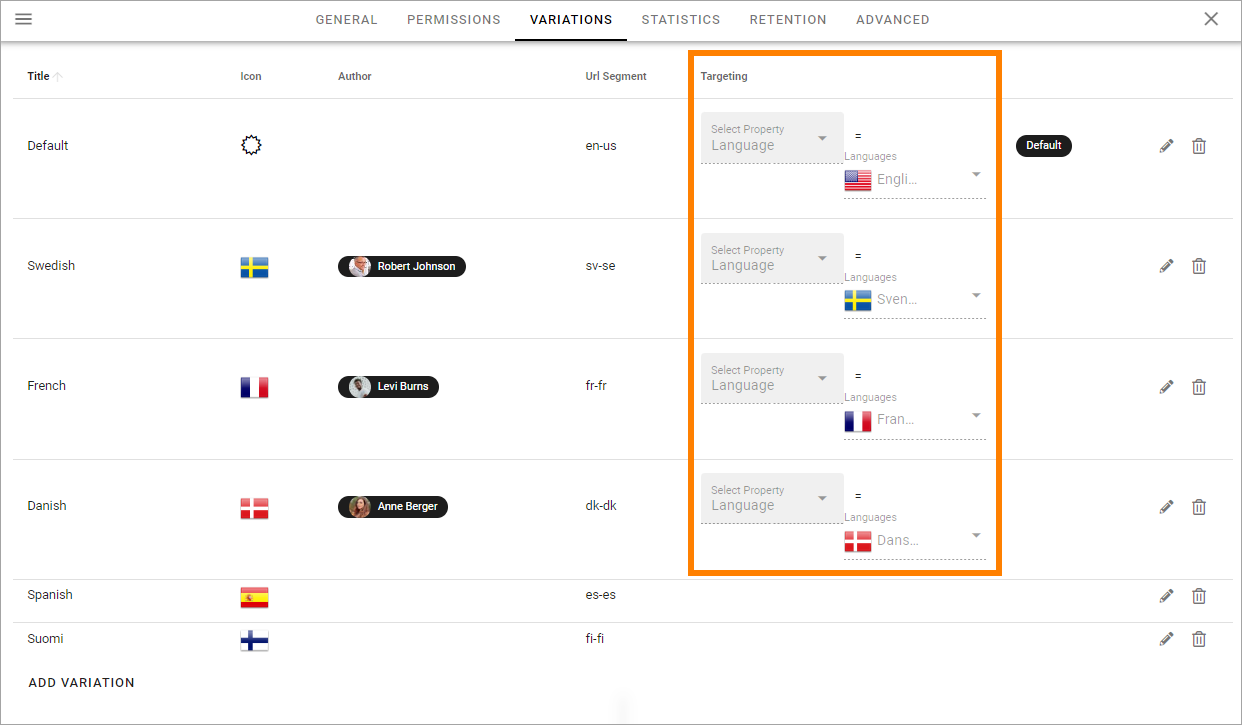 GENERAL PERMISSIONS VARIATIONS STATISTICS RETENTION ADVANCED
Title Icon Author Url Segment Targeting
Default en-us Select Property Language = Languages Engli... Default
Swedish Robert Johnson sv-se Select Property Language = Languages Sven...
French Levi Burns fr-fr Select Property Language = Languages Fran...
Danish Anne Berger dk-dk Select Property Language = Languages Dans...
Spanish es-es
Suomi fi-fi
ADD VARIATION